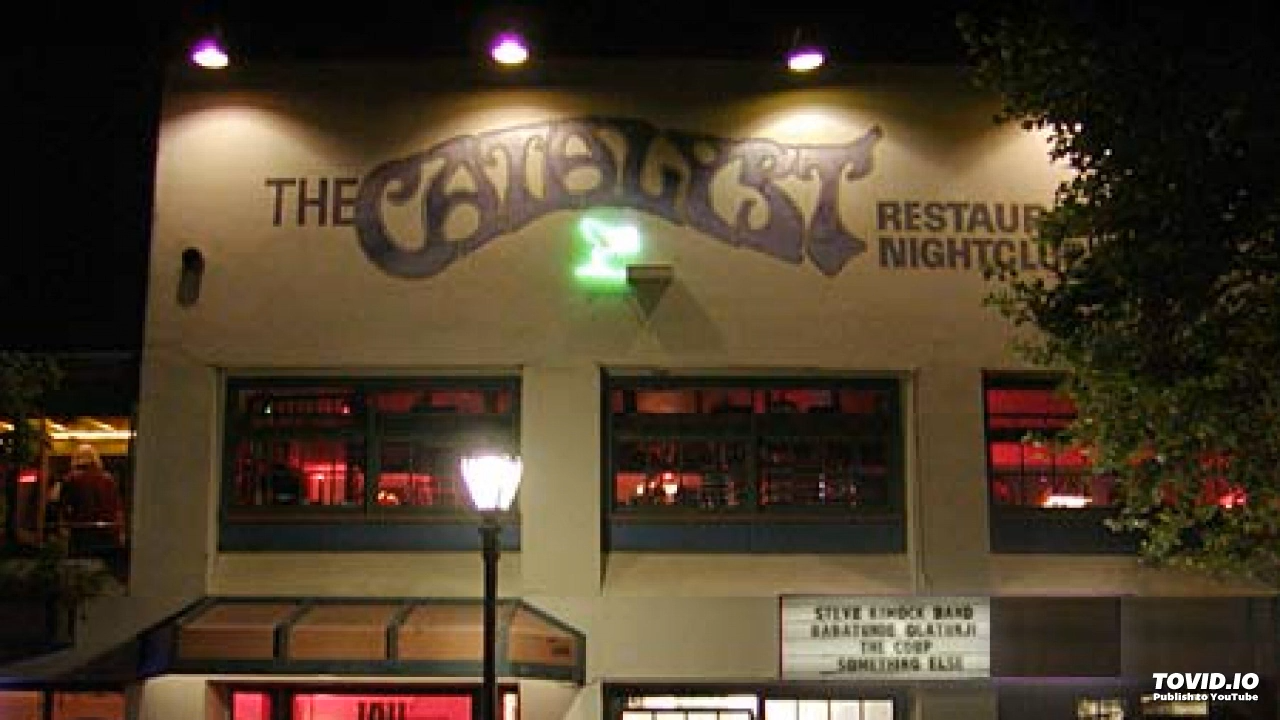 THE CATALYST RESTAUR
NIGHTCLU
STEVE KIMOCK BAND
BABATUNDE OLATUNJI
THE COUP
SOMETHING ELSE
TOVID.IO
Publish to YouTube